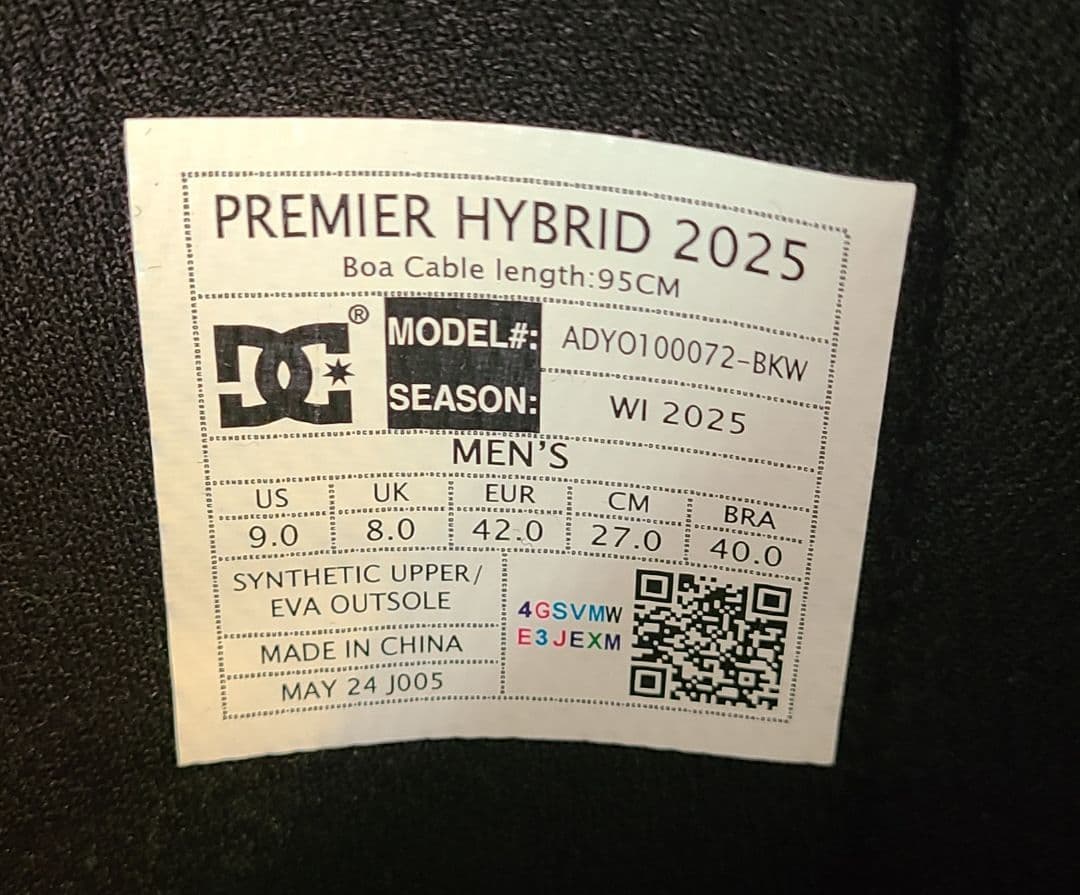 PREMIER HYBRID 2025
Boa Cable length:95CM
DC ®
MODEL#: ADYO100072-BKW
SEASON: WI 2025
MEN'S
US UK EUR CM BRA
9.0 8.0 42.0 27.0 40.0
SYNTHETIC UPPER/
EVA OUTSOLE
MADE IN CHINA
MAY 24 J005
4GSVMW
E3JEXM